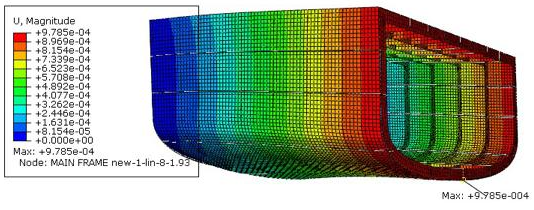 U, Magnitude
+9.785e-04
+8.969e-04
+8.154e-04
+7.339e-04
+6.523e-04
+5.708e-04
+4.892e-04
+4.077e-04
+3.262e-04
+2.446e-04
+1.631e-04
+8.154e-05
+0.000e+00
Max: +9.785e-04
Node: MAIN FRAME new-1-lin-8-1.93
Max: +9.785e-004